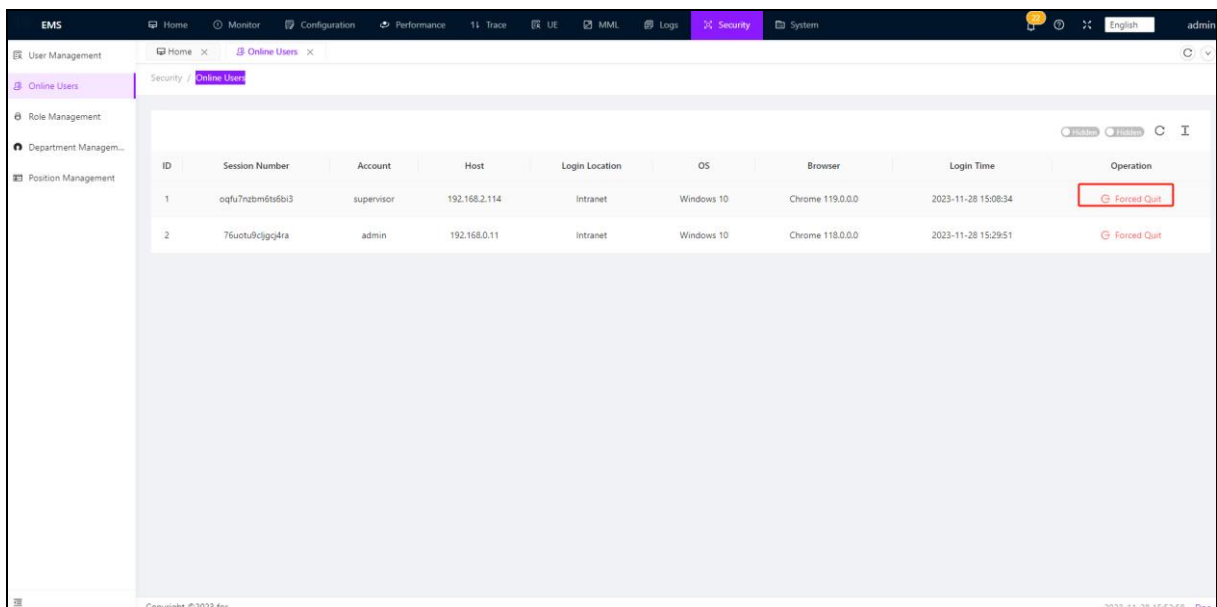 EMS Home Monitor Configuration Performance Trace UE MML Logs Security System 22 English admin
User Management
Online Users
Role Management
Department Managem...
Position Management
Home Online Users
Security / Online Users
Hidden Hidden
ID Session Number Account Host Login Location OS Browser Login Time Operation
1 oqfu7nzbm6ts6bi3 supervisor 192.168.2.114 Intranet Windows 10 Chrome 119.0.0.0 2023-11-28 15:08:34 Forced Quit
2 76uotu9cljgcj4ra admin 192.168.0.11 Intranet Windows 10 Chrome 118.0.0.0 2023-11-28 15:29:51 Forced Quit
Copyright ©2023 for